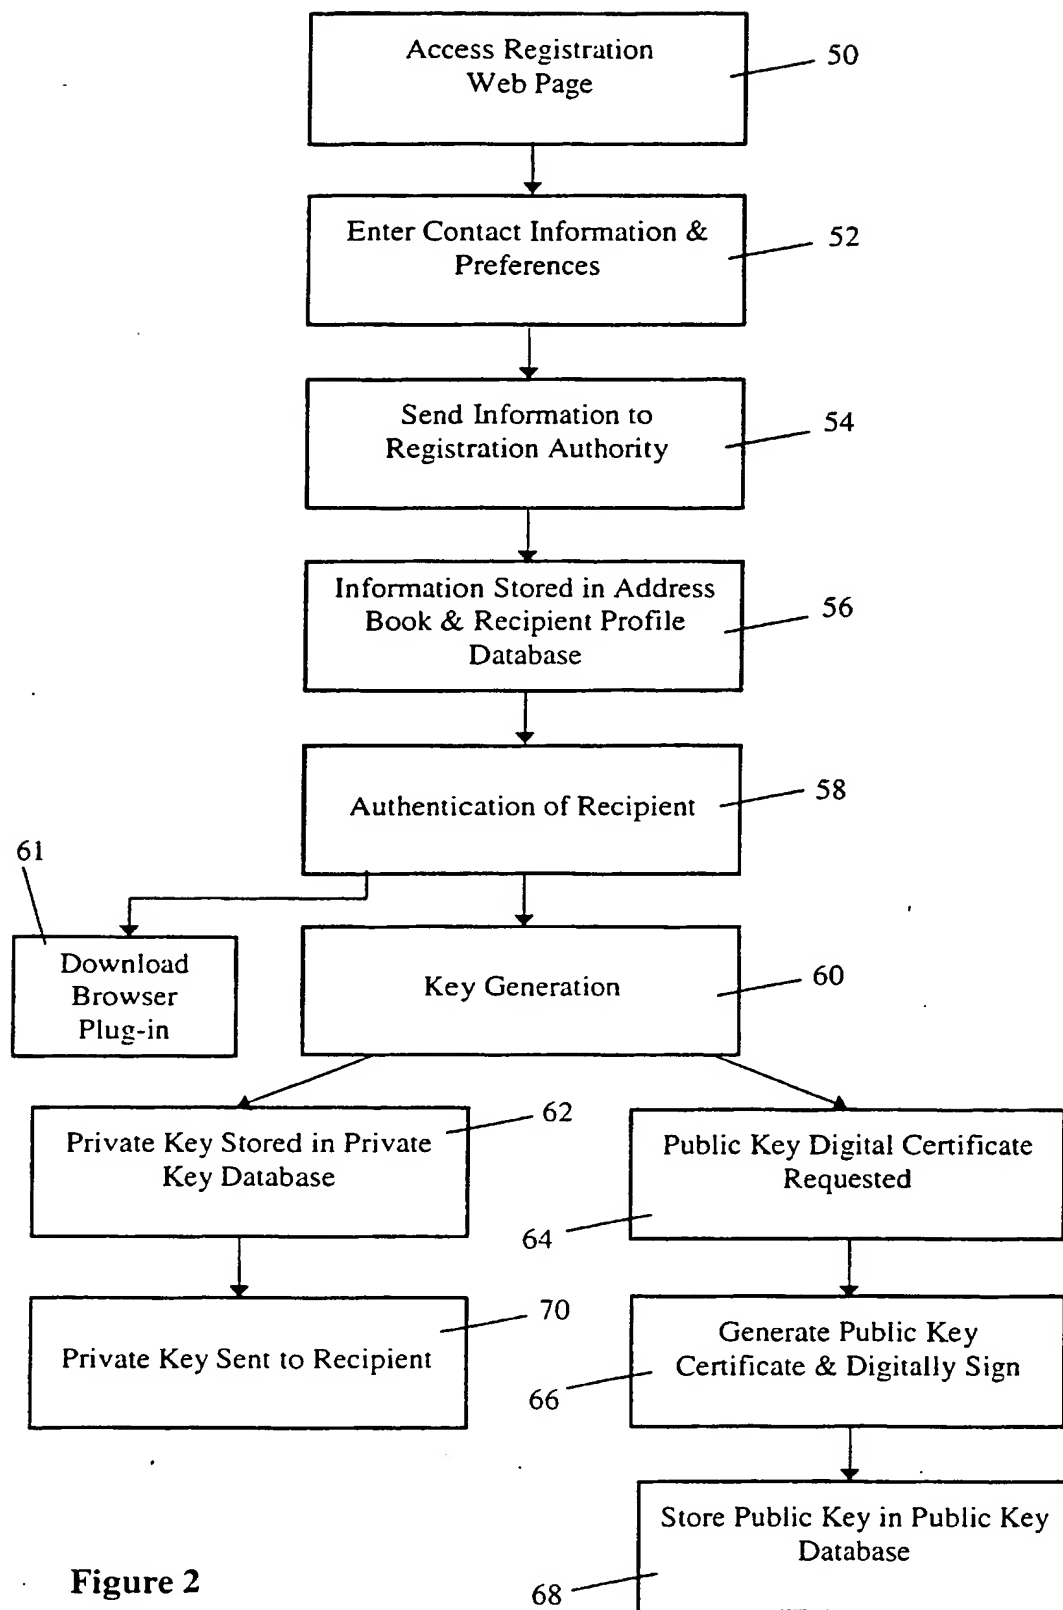 Access Registration
Web Page
50
Enter Contact Information &
Preferences
52
Send Information to
Registration Authority
54
Information Stored in Address
Book & Recipient Profile
Database
56
Authentication of Recipient
58
61
Download
Browser
Plug-in
Key Generation
60
Private Key Stored in Private
Key Database
62
Public Key Digital Certificate
Requested
64
Private Key Sent to Recipient
70
Generate Public Key
Certificate & Digitally Sign
66
Store Public Key in Public Key
Database
68
Figure 2